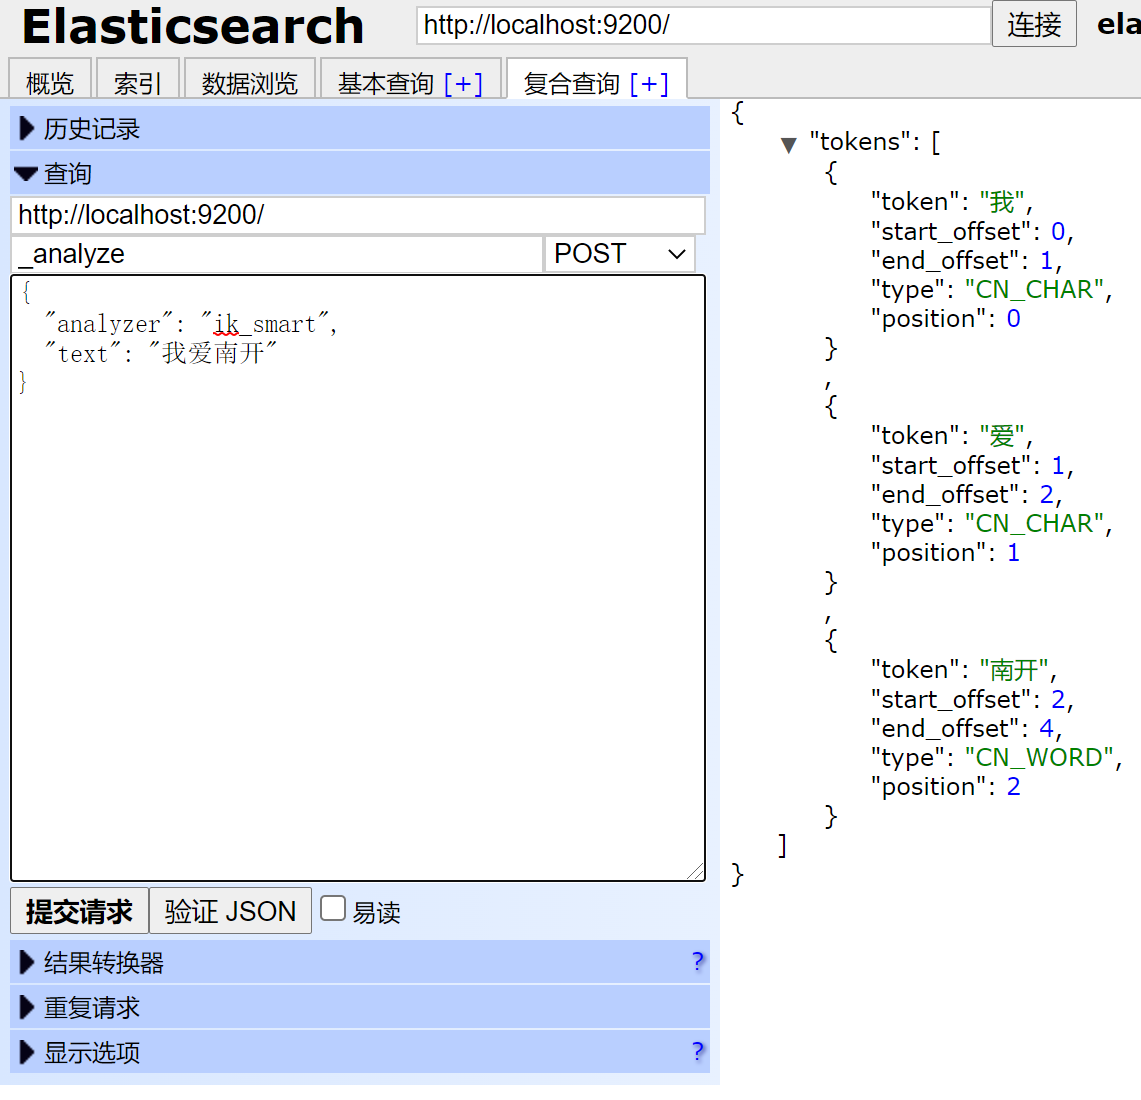 Elasticsearch
http://localhost:9200/
连接
ela
概览
索引
数据浏览
基本查询 [+]
复合查询 [+]
历史记录
查询
http://localhost:9200/
_analyze
POST
{
"analyzer": "ik_smart",
"text": "我爱南开"
}
提交请求
验证 JSON
易读
结果转换器 ?
重复请求
显示选项 ?
{
▼ "tokens": [
{
"token": "我",
"start_offset": 0,
"end_offset": 1,
"type": "CN_CHAR",
"position": 0
}
,
{
"token": "爱",
"start_offset": 1,
"end_offset": 2,
"type": "CN_CHAR",
"position": 1
}
,
{
"token": "南开",
"start_offset": 2,
"end_offset": 4,
"type": "CN_WORD",
"position": 2
}
]
}